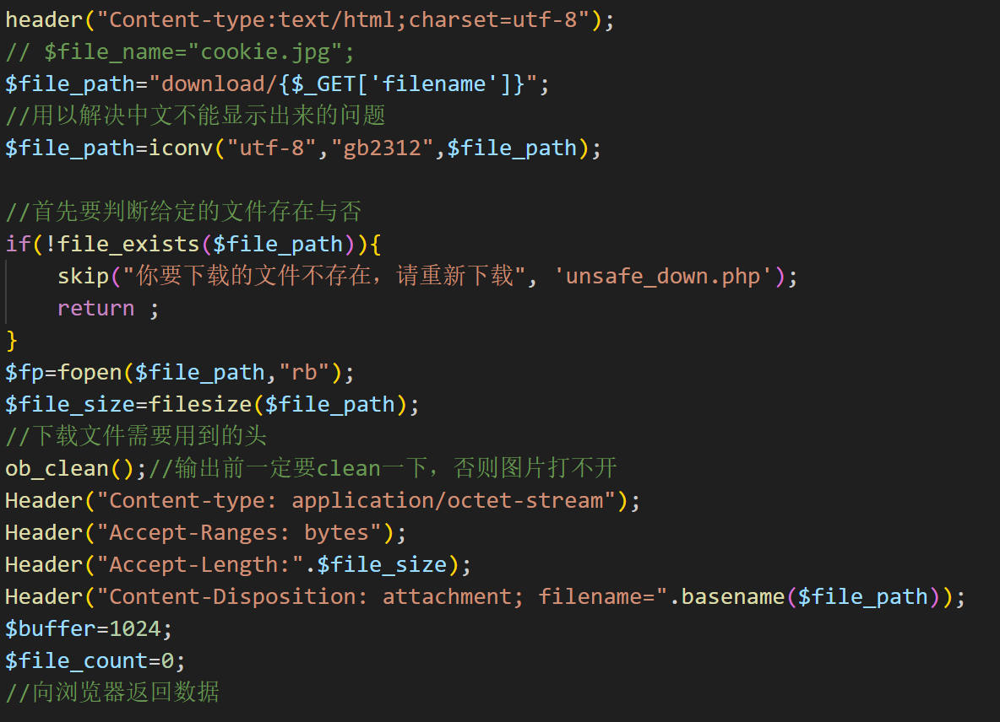 header("Content-type:text/html;charset=utf-8");
// $file_name="cookie.jpg";
$file_path="download/{$_GET['filename']}";
//用以解决中文不能显示出来的问题
$file_path=iconv("utf-8","gb2312",$file_path);
//首先要判断给定的文件存在与否
if(!file_exists($file_path)){
skip("你要下载的文件不存在，请重新下载", 'unsafe_down.php');
return ;
}
$fp=fopen($file_path,"rb");
$file_size=filesize($file_path);
//下载文件需要用到的头
ob_clean();//输出前一定要clean一下，否则图片打不开
Header("Content-type: application/octet-stream");
Header("Accept-Ranges: bytes");
Header("Accept-Length:".$file_size);
Header("Content-Disposition: attachment; filename=".basename($file_path));
$buffer=1024;
$file_count=0;
//向浏览器返回数据